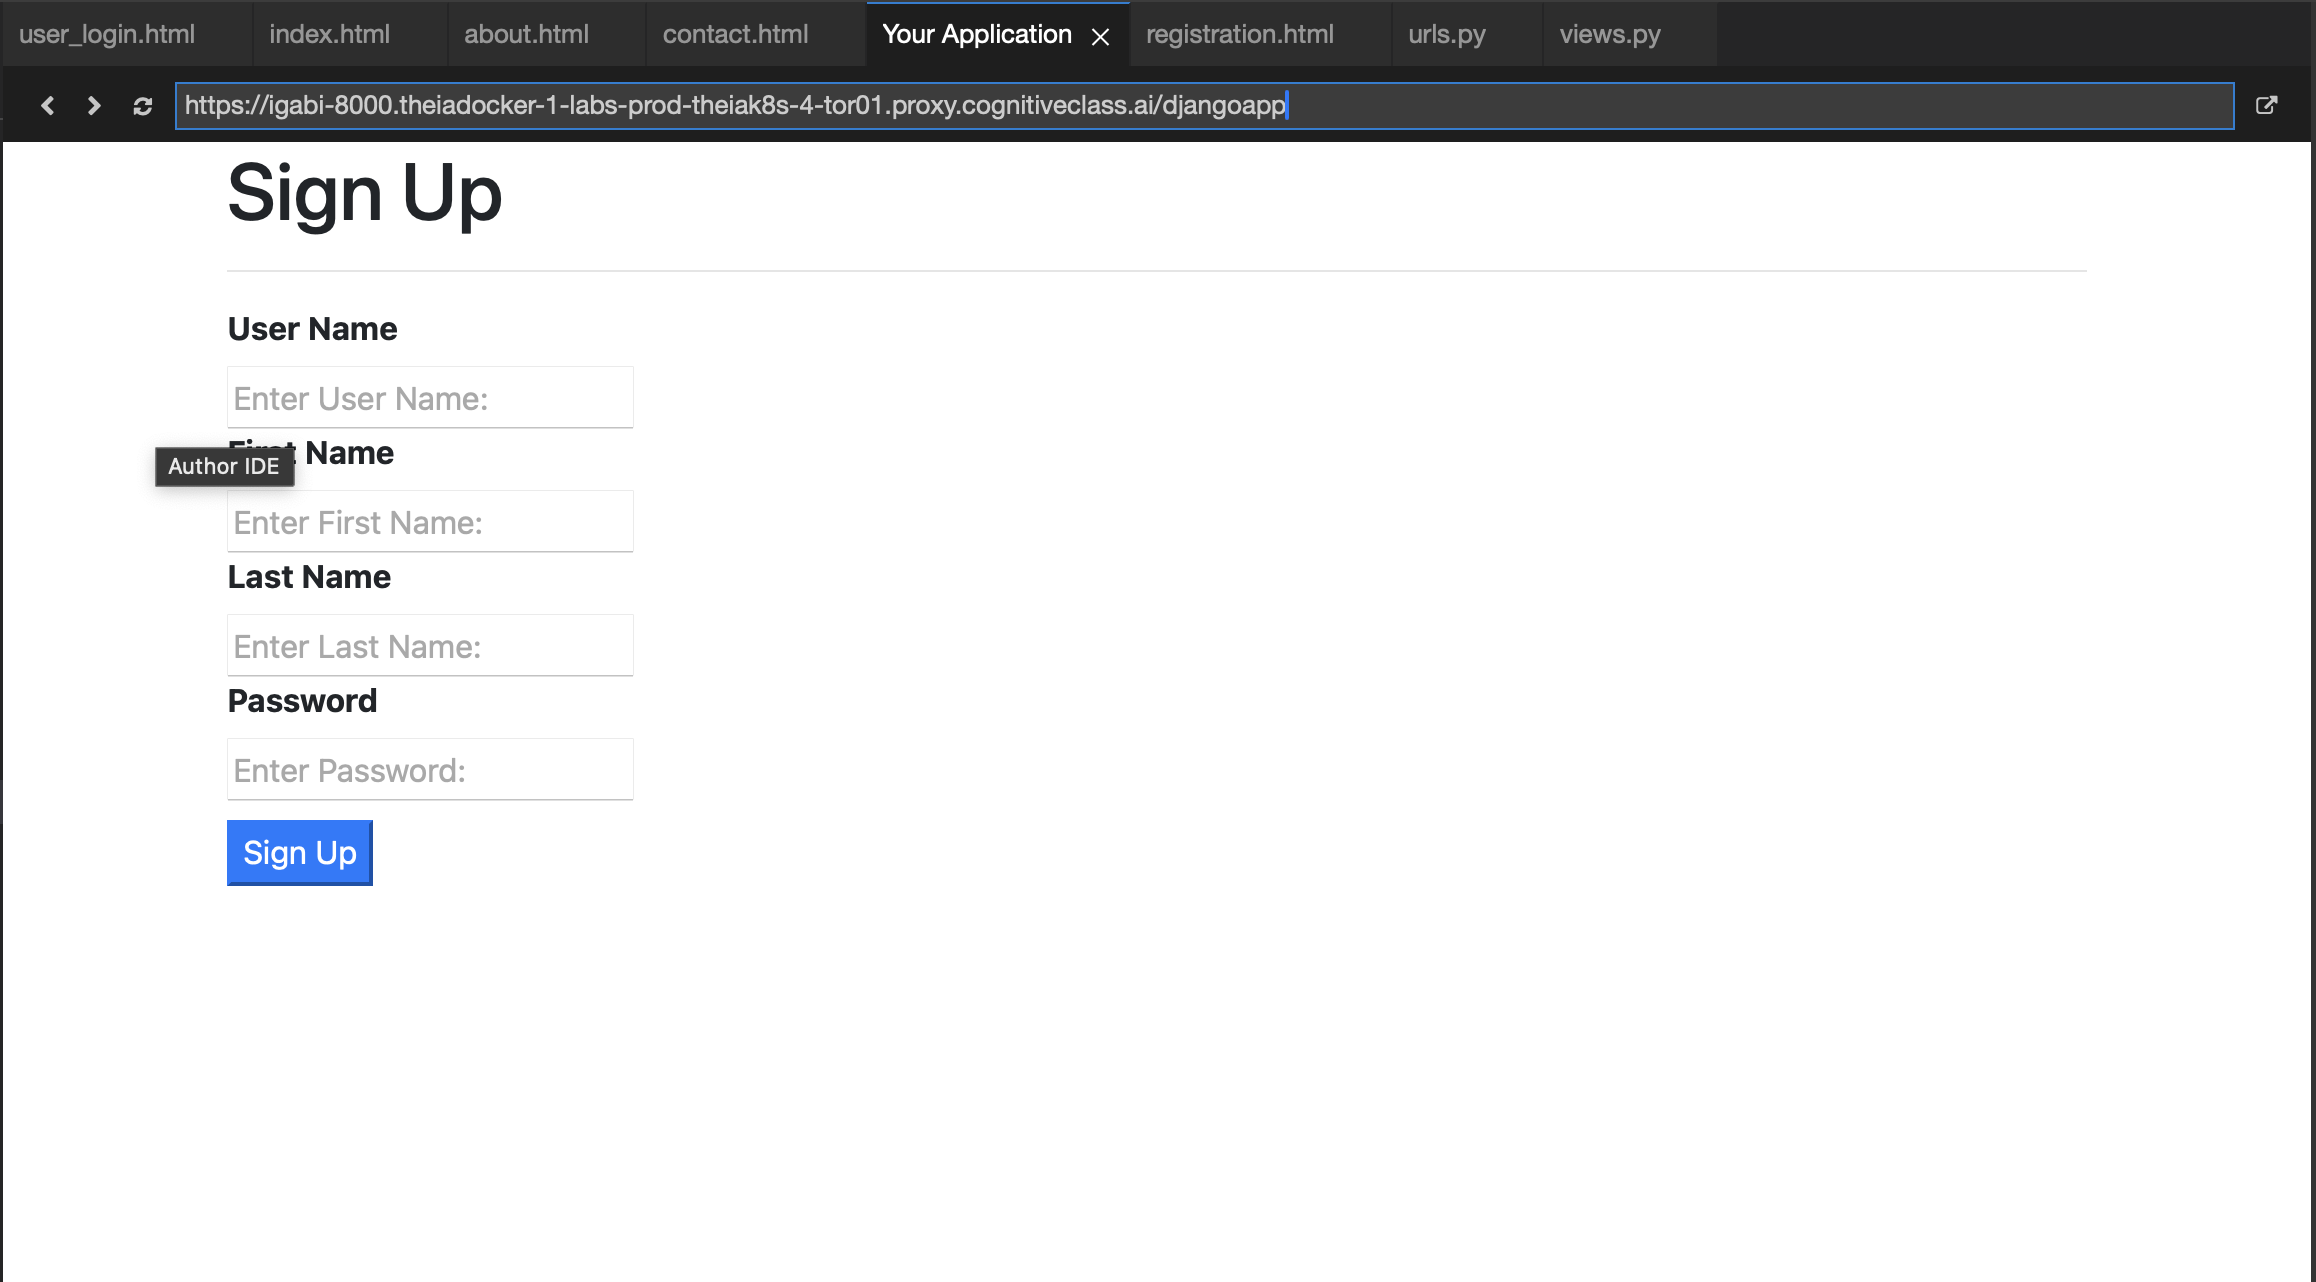 user_login.html index.html about.html contact.html Your Application registration.html urls.py views.py
https://igabi-8000.theiadocker-1-labs-prod-theiak8s-4-tor01.proxy.cognitiveclass.ai/djangoapp
Sign Up
User Name
Enter User Name:
First Name
Author IDE
Enter First Name:
Last Name
Enter Last Name:
Password
Enter Password:
Sign Up